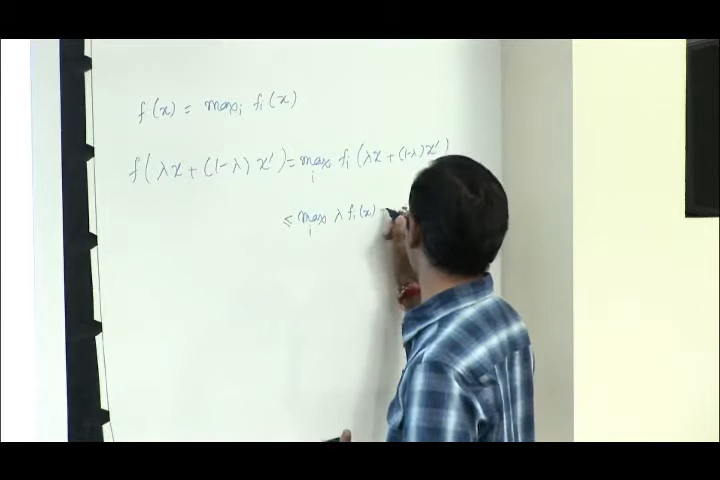 f(x) = max_i f_i(x)
f(λx + (1-λ)x') = max_i f_i(λx + (1-λ)x')
≤ max_i λ f_i(x) -